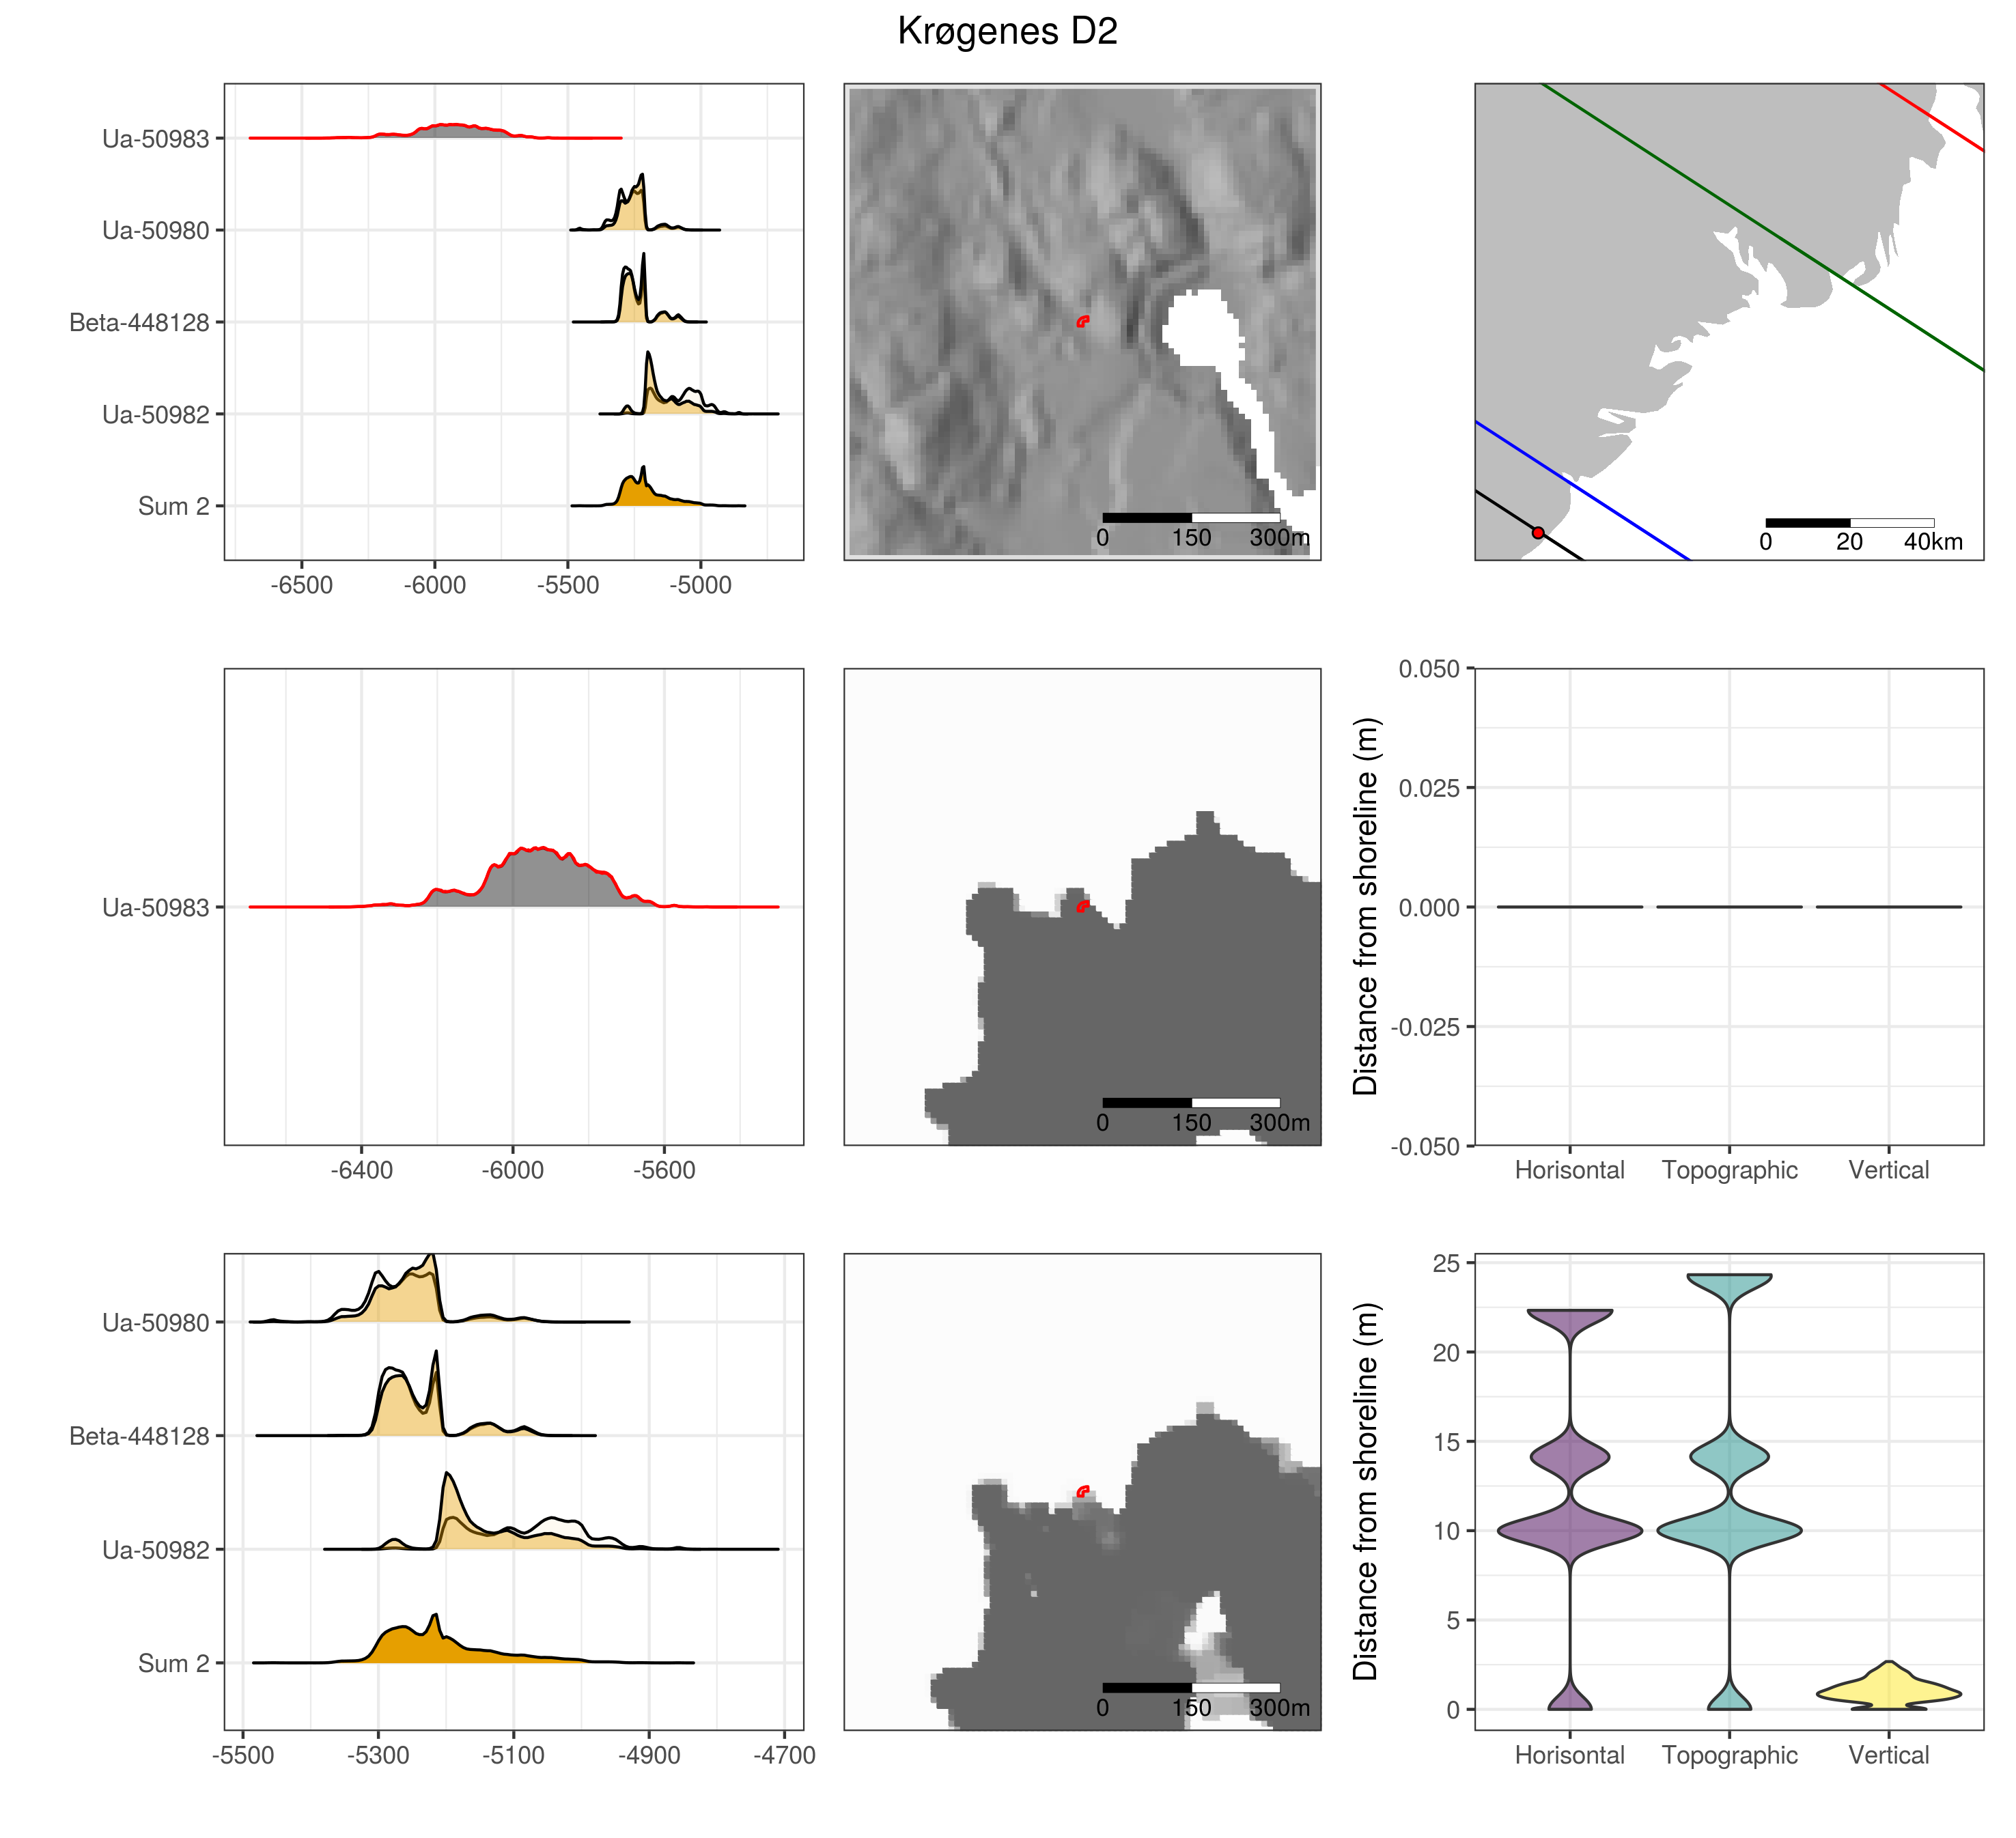 Krøgenes D2
Ua-50983
Ua-50980
Beta-448128
Ua-50982
Sum 2
-6500 -6000 -5500 -5000
0 150 300m
0 20 40km
Ua-50983
-6400 -6000 -5600
0 150 300m
Distance from shoreline (m)
0.050
0.025
0.000
-0.025
-0.050
Horisontal Topographic Vertical
Ua-50980
Beta-448128
Ua-50982
Sum 2
-5500 -5300 -5100 -4900 -4700
0 150 300m
Distance from shoreline (m)
25
20
15
10
5
0
Horisontal Topographic Vertical